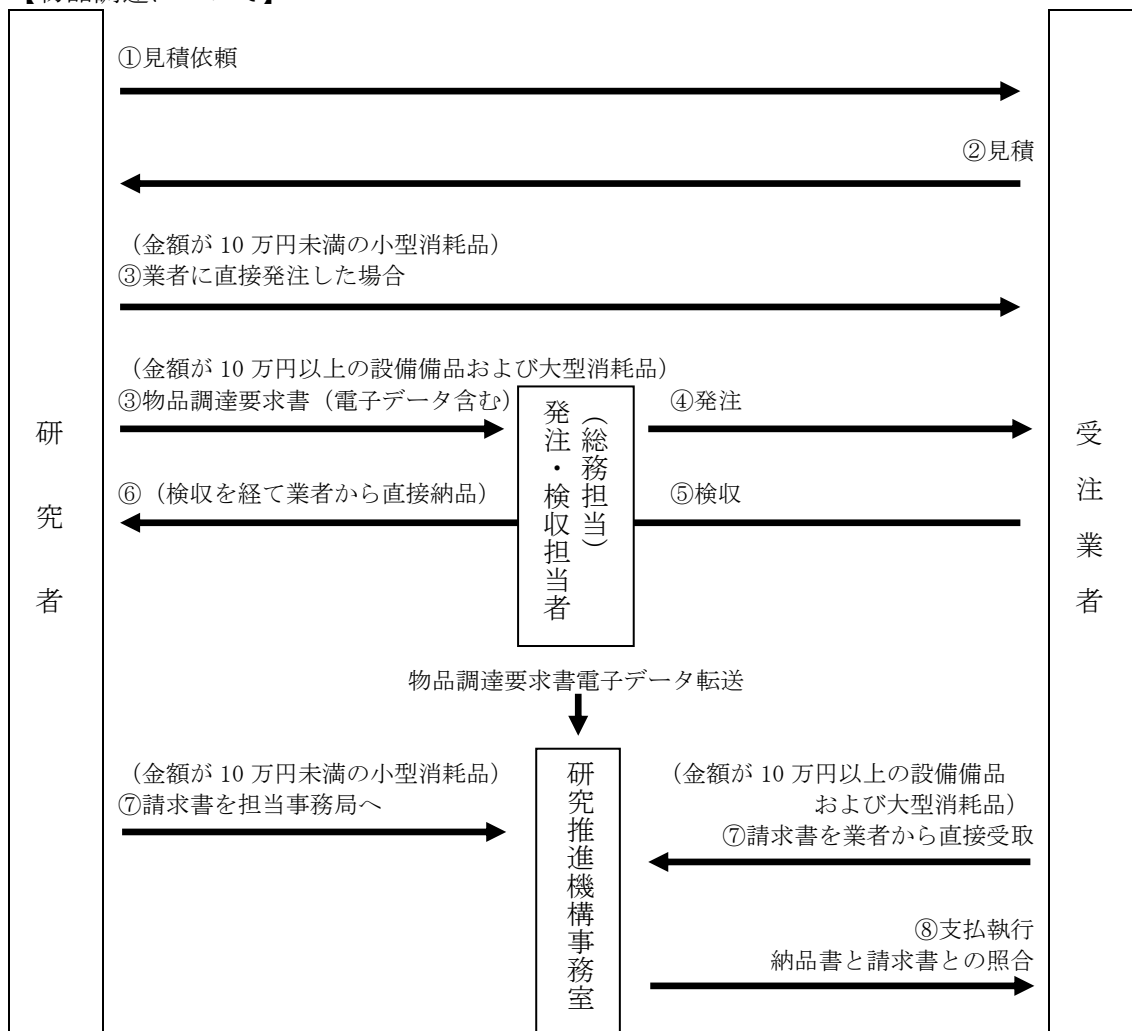 【物品調達について】
①見積依頼
②見積
（金額が 10 万円未満の小型消耗品）
③業者に直接発注した場合
（金額が 10 万円以上の設備備品および大型消耗品）
③物品調達要求書（電子データ含む）
④発注
⑥（検収を経て業者から直接納品）
⑤検収
研究者
（総務担当）
発注・検収担当者
受注業者
物品調達要求書電子データ転送
（金額が 10 万円未満の小型消耗品）
⑦請求書を担当事務局へ
研究推進機構事務室
（金額が 10 万円以上の設備備品
および大型消耗品）
⑦請求書を業者から直接受取
⑧支払執行
納品書と請求書との照合